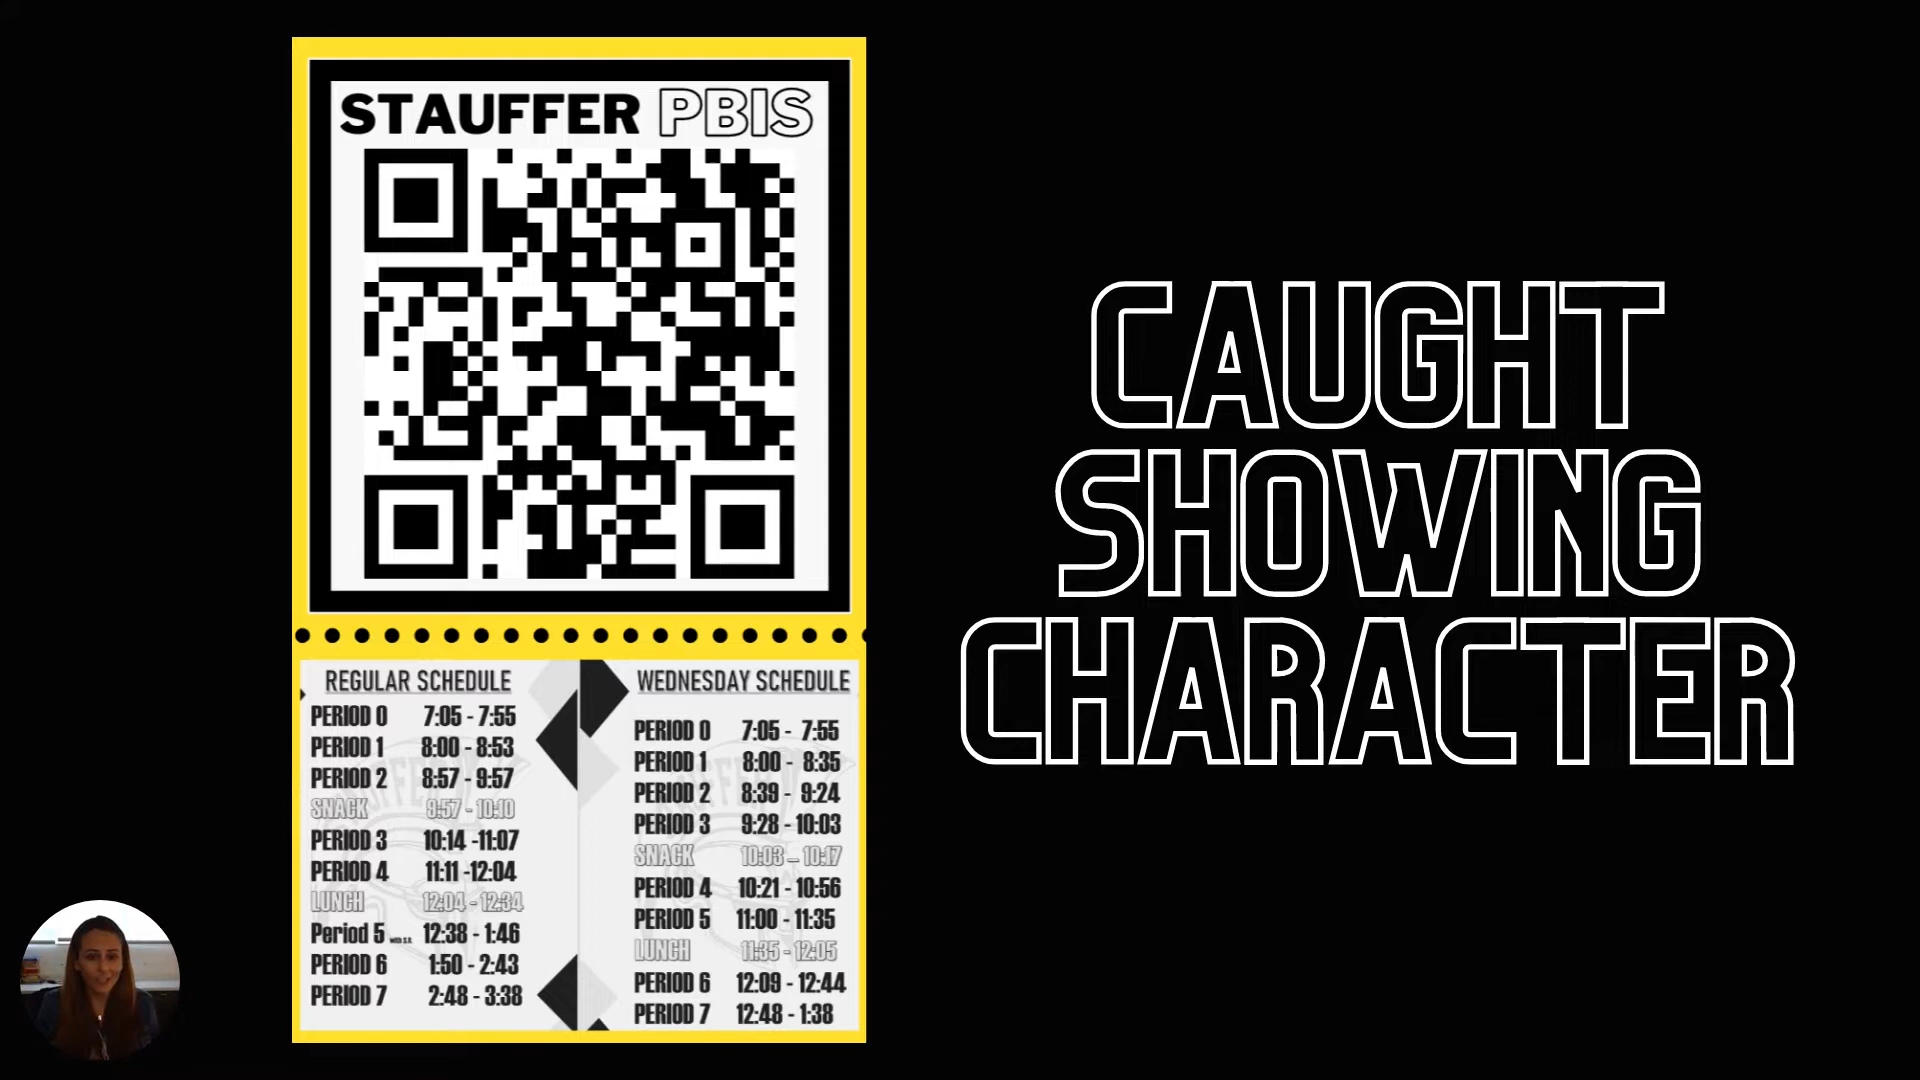 STAUFFER PBIS
REGULAR SCHEDULE
PERIOD 0 7:05 - 7:55
PERIOD 1 8:00 - 8:53
PERIOD 2 8:57 - 9:57
SNACK 9:57 - 10:10
PERIOD 3 10:14 -11:07
PERIOD 4 11:11 -12:04
LUNCH 12:04 - 12:34
Period 5 12:38 - 1:46
PERIOD 6 1:50 - 2:43
PERIOD 7 2:48 - 3:38
WEDNESDAY SCHEDULE
PERIOD 0 7:05 - 7:55
PERIOD 1 8:00 - 8:35
PERIOD 2 8:39 - 9:24
PERIOD 3 9:28 - 10:03
SNACK 10:03 – 10:17
PERIOD 4 10:21 - 10:56
PERIOD 5 11:00 - 11:35
LUNCH 11:35 - 12:05
PERIOD 6 12:09 - 12:44
PERIOD 7 12:48 - 1:38
CAUGHT
SHOWING
CHARACTER